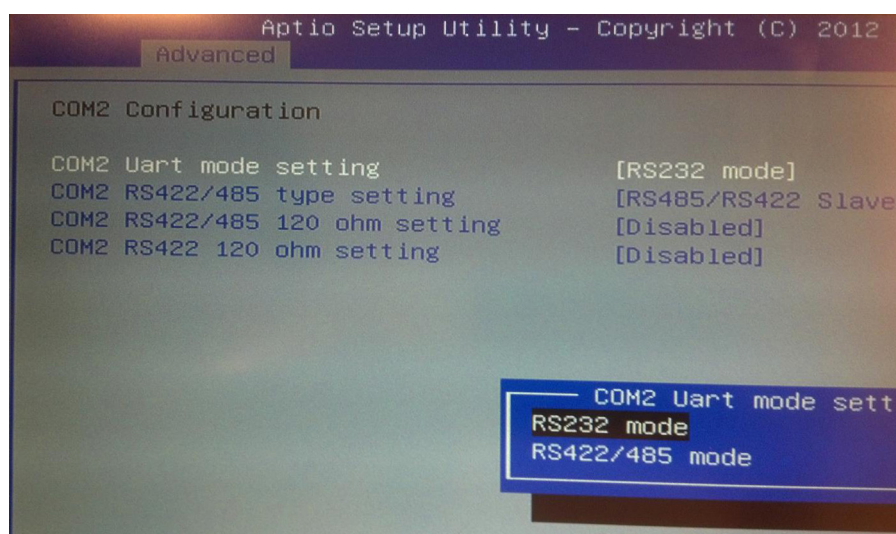 Aptio Setup Utility – Copyright (C) 2012
Advanced
COM2 Configuration
COM2 Uart mode setting [RS232 mode]
COM2 RS422/485 type setting [RS485/RS422 Slave
COM2 RS422/485 120 ohm setting [Disabled]
COM2 RS422 120 ohm setting [Disabled]
COM2 Uart mode sett
RS232 mode
RS422/485 mode